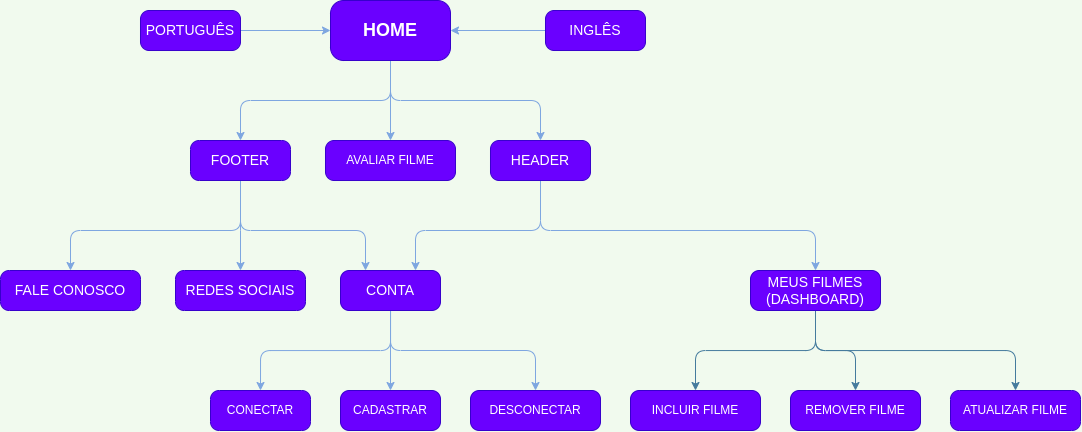 PORTUGUÊS
HOME
INGLÊS
FOOTER
AVALIAR FILME
HEADER
FALE CONOSCO
REDES SOCIAIS
CONTA
MEUS FILMES
(DASHBOARD)
CONECTAR
CADASTRAR
DESCONECTAR
INCLUIR FILME
REMOVER FILME
ATUALIZAR FILME